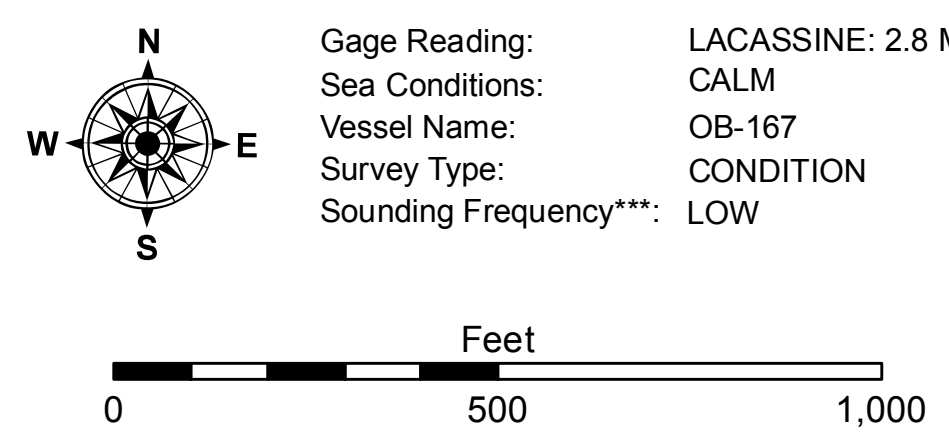 N
W E
S
Gage Reading: LACASSINE: 2.8
Sea Conditions: CALM
Vessel Name: OB-167
Survey Type: CONDITION
Sounding Frequency***: LOW
Feet
0 500 1,000